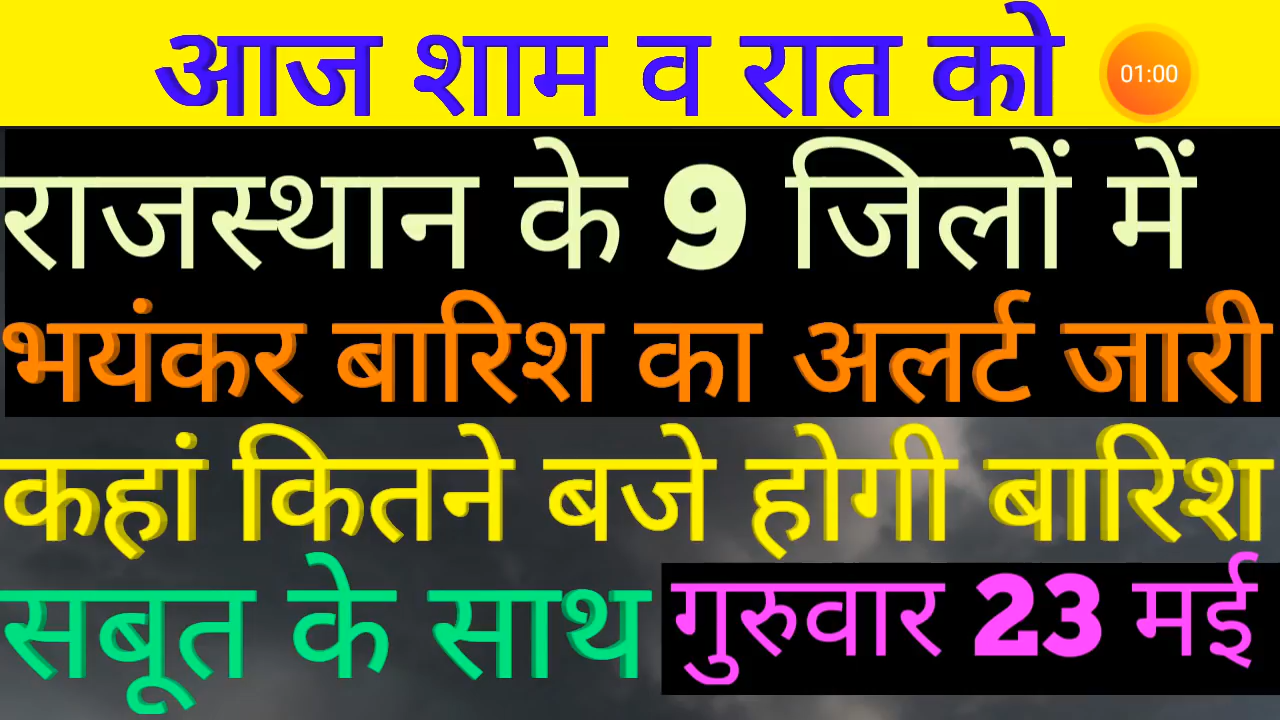 आज शाम व रात को
01:00
राजस्थान के 9 जिलों में
भयंकर बारिश का अलर्ट जारी
कहां कितने बजे होगी बारिश
सबूत के साथ
गुरुवार 23 मई